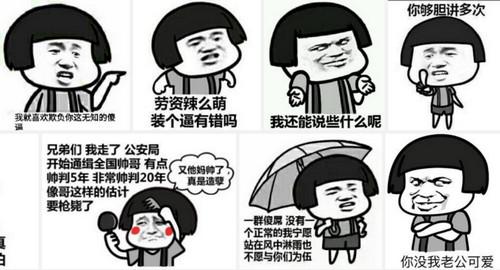 我就喜欢欺负你这无知的傻
逼
劳资辣么萌
装个逼有错吗
我还能说些什么呢
你够胆讲多次
兄弟们 我走了 公安局
开始通缉全国帅哥 有点
帅判5年 非常帅判20年
像哥这样的估计
要枪毙了
又他妈帅了
真是造孽
一群傻屌 没有
一个正常的我宁愿
站在风中淋雨也
不愿与你们为伍
你没我老公可爱